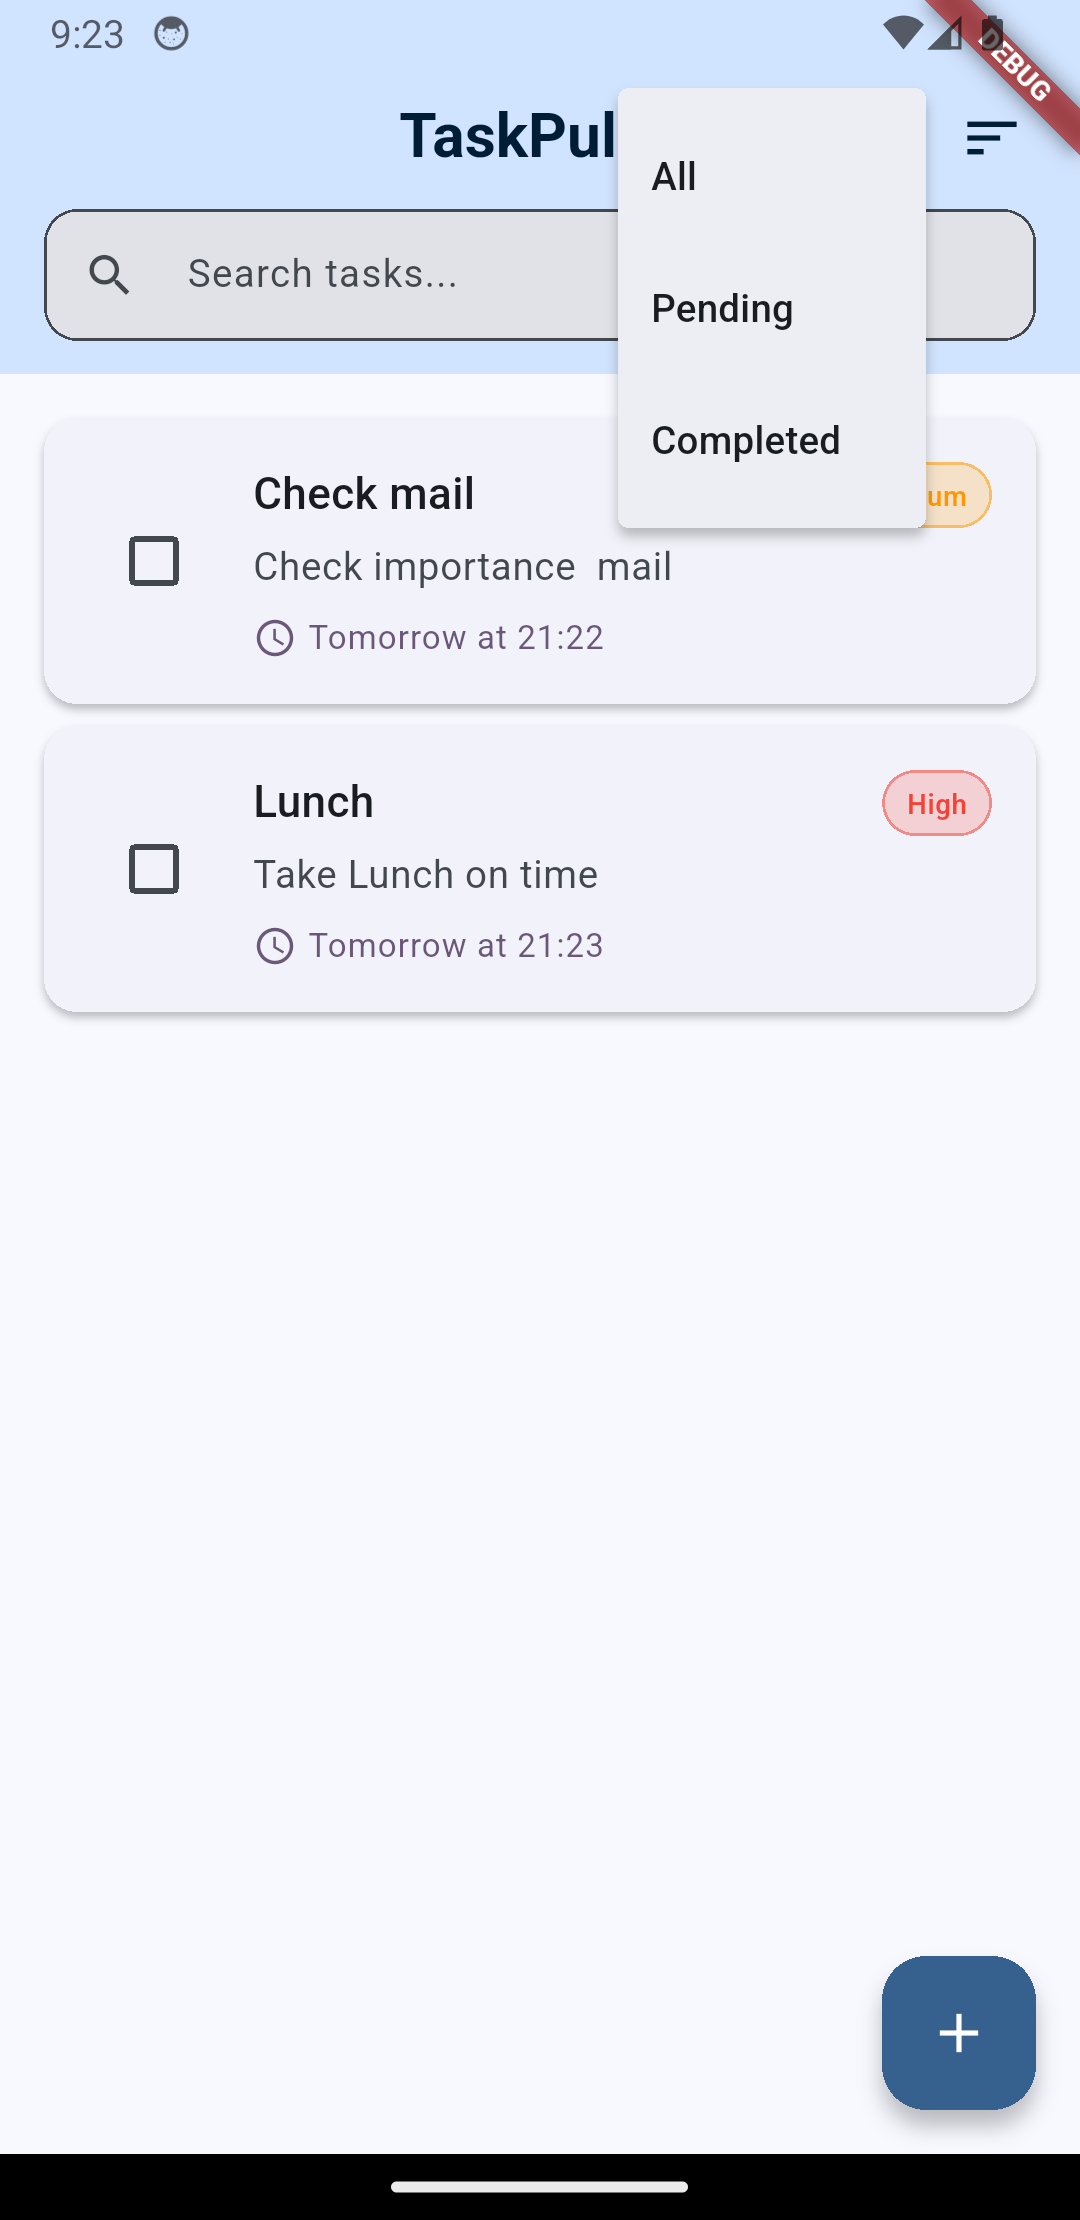 9:23
DEBUG
TaskPul
All
Search tasks...
Pending
Completed
Check mail
um
Check importance  mail
Tomorrow at 21:22
Lunch
High
Take Lunch on time
Tomorrow at 21:23